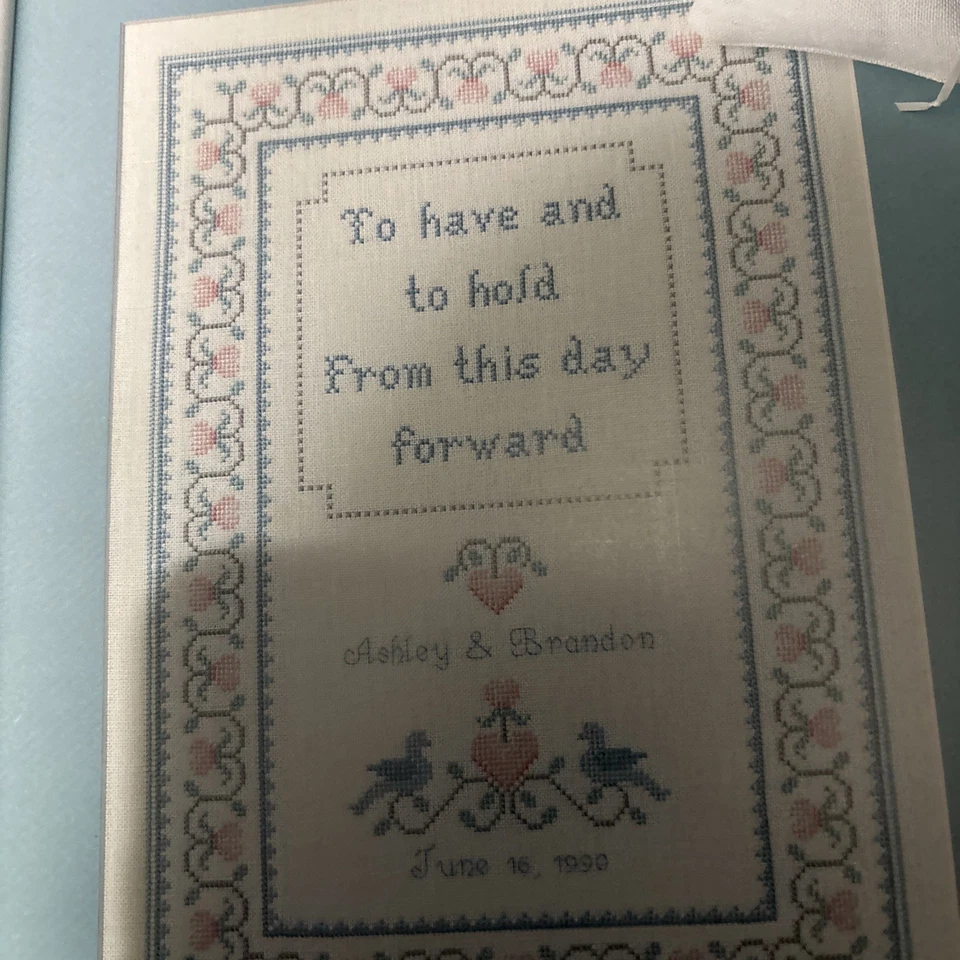 To have and
to hold
From this day
forward
Ashley & Brandon
June 16, 1990